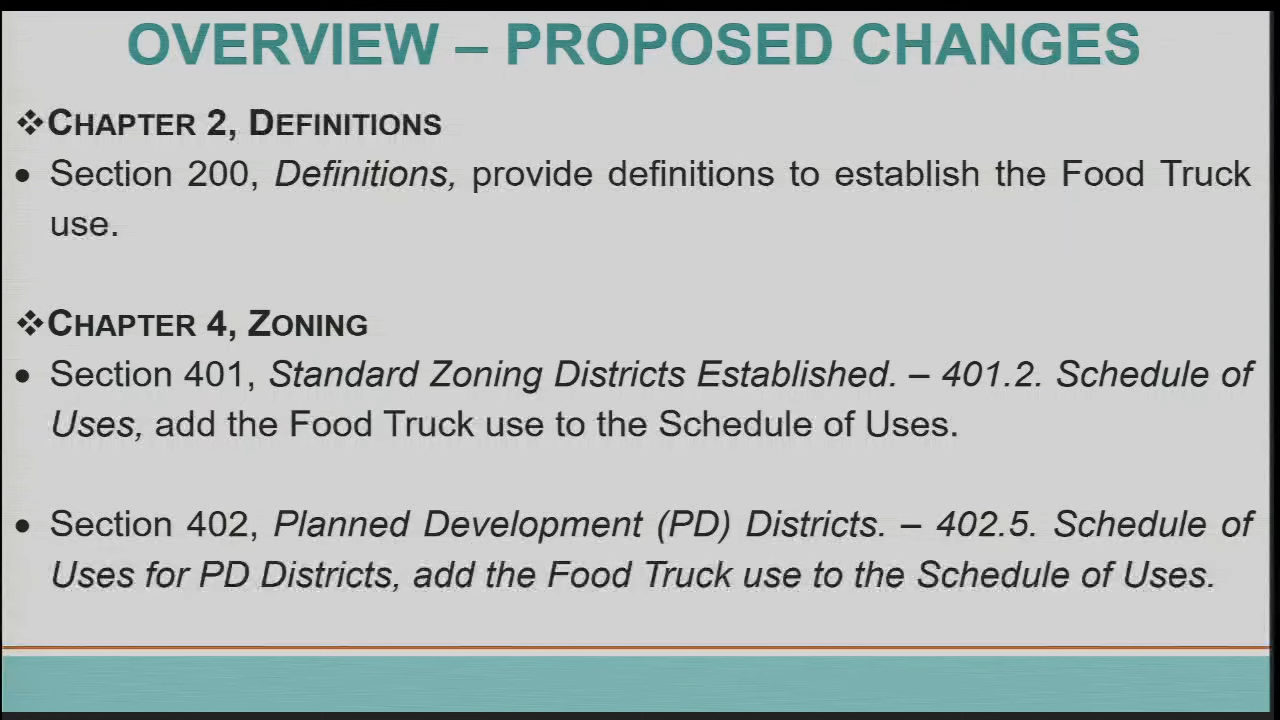 OVERVIEW – PROPOSED CHANGES
❖CHAPTER 2, DEFINITIONS
• Section 200, Definitions, provide definitions to establish the Food Truck
use.
❖CHAPTER 4, ZONING
• Section 401, Standard Zoning Districts Established. – 401.2. Schedule of
Uses, add the Food Truck use to the Schedule of Uses.
• Section 402, Planned Development (PD) Districts. – 402.5. Schedule of
Uses for PD Districts, add the Food Truck use to the Schedule of Uses.